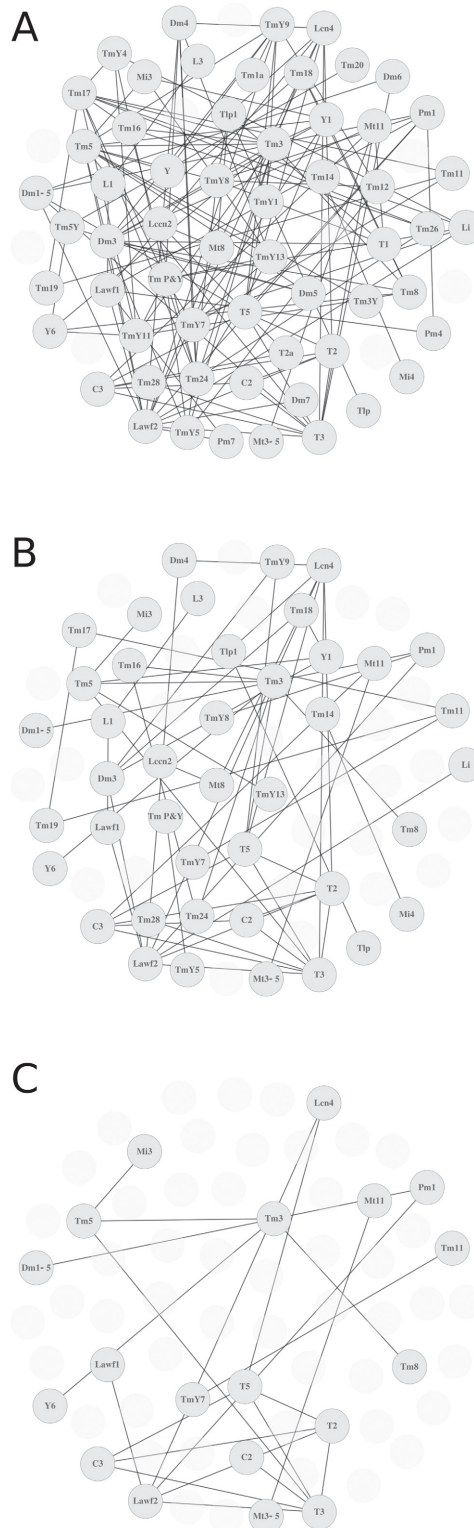 A
Dm4
TmY9
Lcn4
TmY4
Mi3
L3
Tm1a
Tm18
Tm20
Dm6
Tm17
Tm16
Tlp1
Y1
Mt11
Pm1
Tm5
Tm3
Dm1- 5
L1
Y
TmY8
Tm14
Tm12
Tm11
Tm5Y
Lccn2
TmY1
Tm26
Li
Dm3
Mt8
TmY13
T1
Tm19
Lawf1
Tm P&Y
Dm5
Tm3Y
Tm8
Y6
TmY11
TmY7
T5
Pm4
C3
Tm28
Tm24
C2
T2a
T2
Mi4
Lawf2
TmY5
Pm7
Mt3- 5
Dm7
T3
Tlp
B
Dm4
TmY9
Lcn4
Mi3
L3
Tm18
Tm17
Tm16
Tlp1
Y1
Mt11
Pm1
Tm5
Tm3
Dm1- 5
L1
TmY8
Tm14
Tm11
Lccn2
Li
Dm3
Mt8
TmY13
Tm19
Lawf1
Tm P&Y
Tm8
Y6
TmY7
T5
T2
C3
Tm28
Tm24
C2
Mi4
Lawf2
TmY5
Mt3- 5
T3
Tlp
C
Lcn4
Mi3
Mt11
Pm1
Tm5
Tm3
Dm1- 5
Tm11
Lawf1
Tm8
Y6
TmY7
T5
T2
C3
C2
Lawf2
Mt3- 5
T3